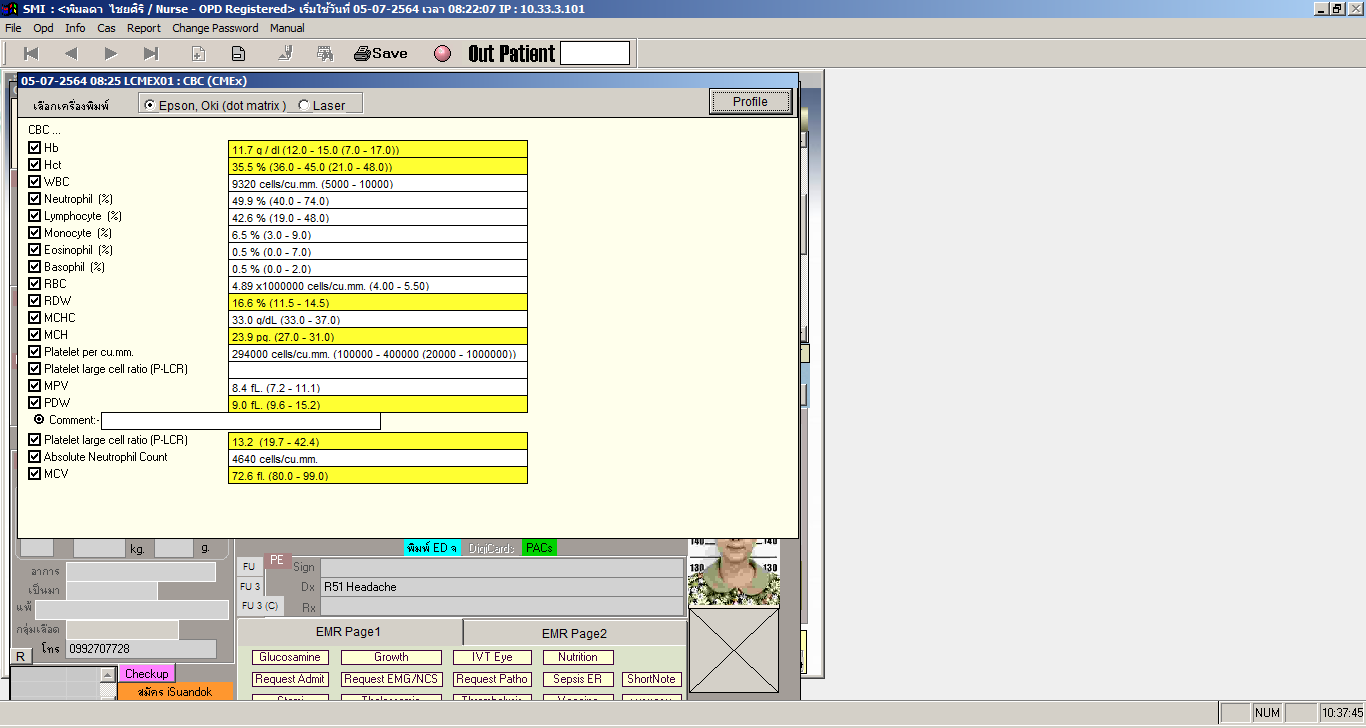 SMI : <พิมลดา ไชยศิริ / Nurse - OPD Registered> เริ่มใช้วันที่ 05-07-2564 เวลา 08:22:07 IP : 10.33.3.101
File Opd Info Cas Report Change Password Manual
Save Out Patient
05-07-2564 08:25 LCMEX01 : CBC (CMEx)
เลือกเครื่องพิมพ์ Epson, Oki (dot matrix ) Laser Profile
CBC ...
Hb 11.7 g / dl (12.0 - 15.0 (7.0 - 17.0))
Hct 35.5 % (36.0 - 45.0 (21.0 - 48.0))
WBC 9320 cells/cu.mm. (5000 - 10000)
Neutrophil (%) 49.9 % (40.0 - 74.0)
Lymphocyte (%) 42.6 % (19.0 - 48.0)
Monocyte (%) 6.5 % (3.0 - 9.0)
Eosinophil (%) 0.5 % (0.0 - 7.0)
Basophil (%) 0.5 % (0.0 - 2.0)
RBC 4.89 x1000000 cells/cu.mm. (4.00 - 5.50)
RDW 16.6 % (11.5 - 14.5)
MCHC 33.0 g/dL (33.0 - 37.0)
MCH 23.9 pg. (27.0 - 31.0)
Platelet per cu.mm. 294000 cells/cu.mm. (100000 - 400000 (20000 - 1000000))
Platelet large cell ratio (P-LCR)
MPV 8.4 fL. (7.2 - 11.1)
PDW 9.0 fL. (9.6 - 15.2)
Comment:-
Platelet large cell ratio (P-LCR) 13.2 (19.7 - 42.4)
Absolute Neutrophil Count 4640 cells/cu.mm.
MCV 72.6 fl. (80.0 - 99.0)
kg. g. พิมพ์ ED จ DigiCards PACs
140 140
FU PE Sign
อาการ 130 130
เป็นมา FU 3 Dx R51 Headache
แพ้ FU 3 (C) Rx
กลุ่มเลือด EMR Page1 EMR Page2
R โทร 0992707728
Glucosamine Growth IVT Eye Nutrition
Checkup Request Admit Request EMG/NCS Request Patho Sepsis ER ShortNote
สมัคร iSuandok
NUM 10:37:45